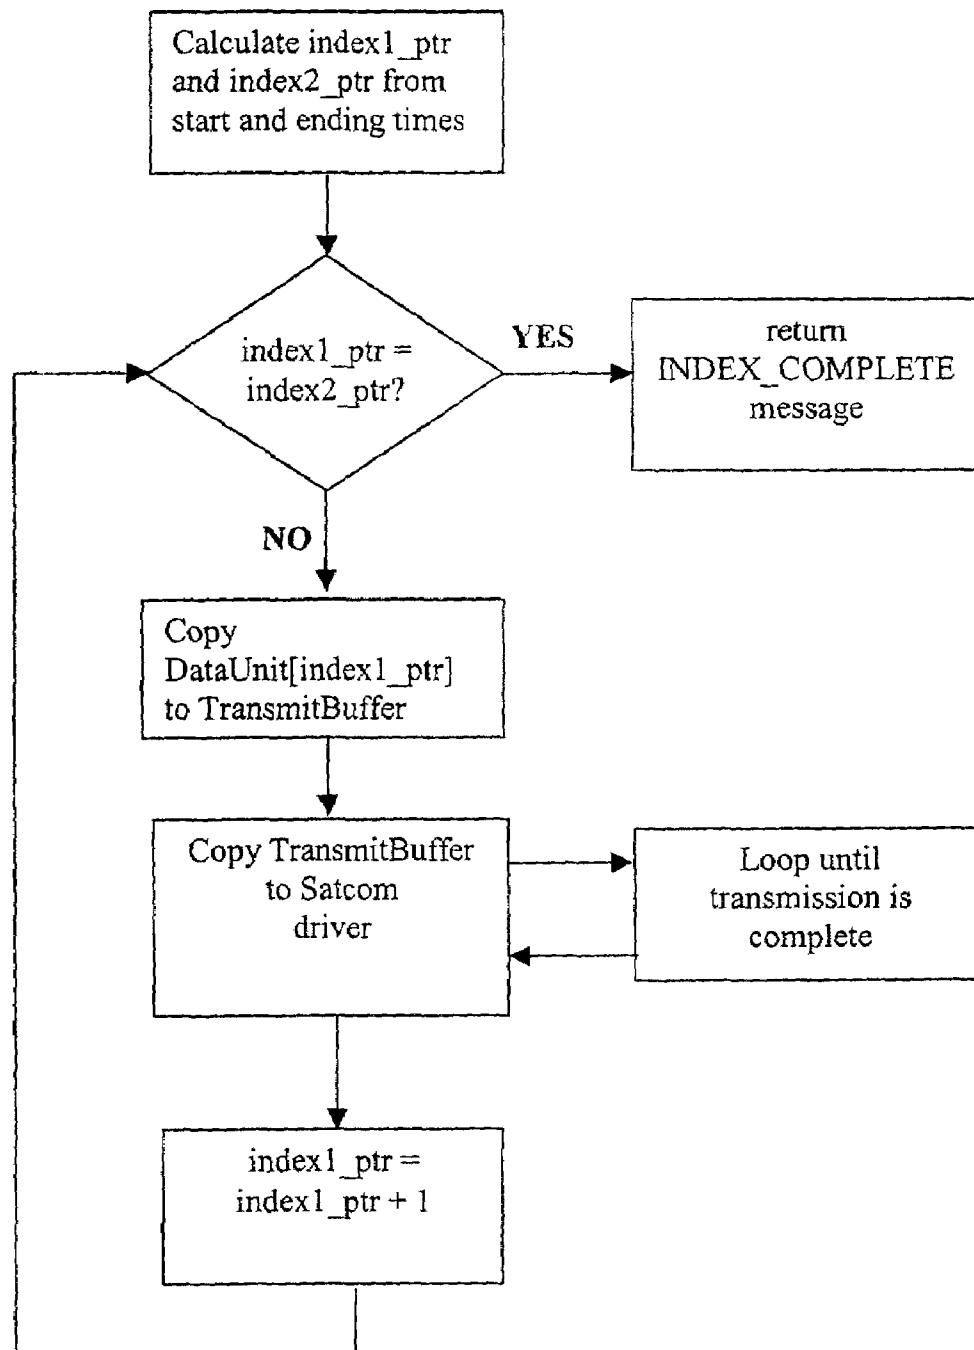 Calculate index1_ptr
and index2_ptr from
start and ending times
index1_ptr =
index2_ptr?
YES
return
INDEX_COMPLETE
message
NO
Copy
DataUnit[index1_ptr]
to TransmitBuffer
Copy TransmitBuffer
to Satcom
driver
Loop until
transmission is
complete
index1_ptr =
index1_ptr + 1